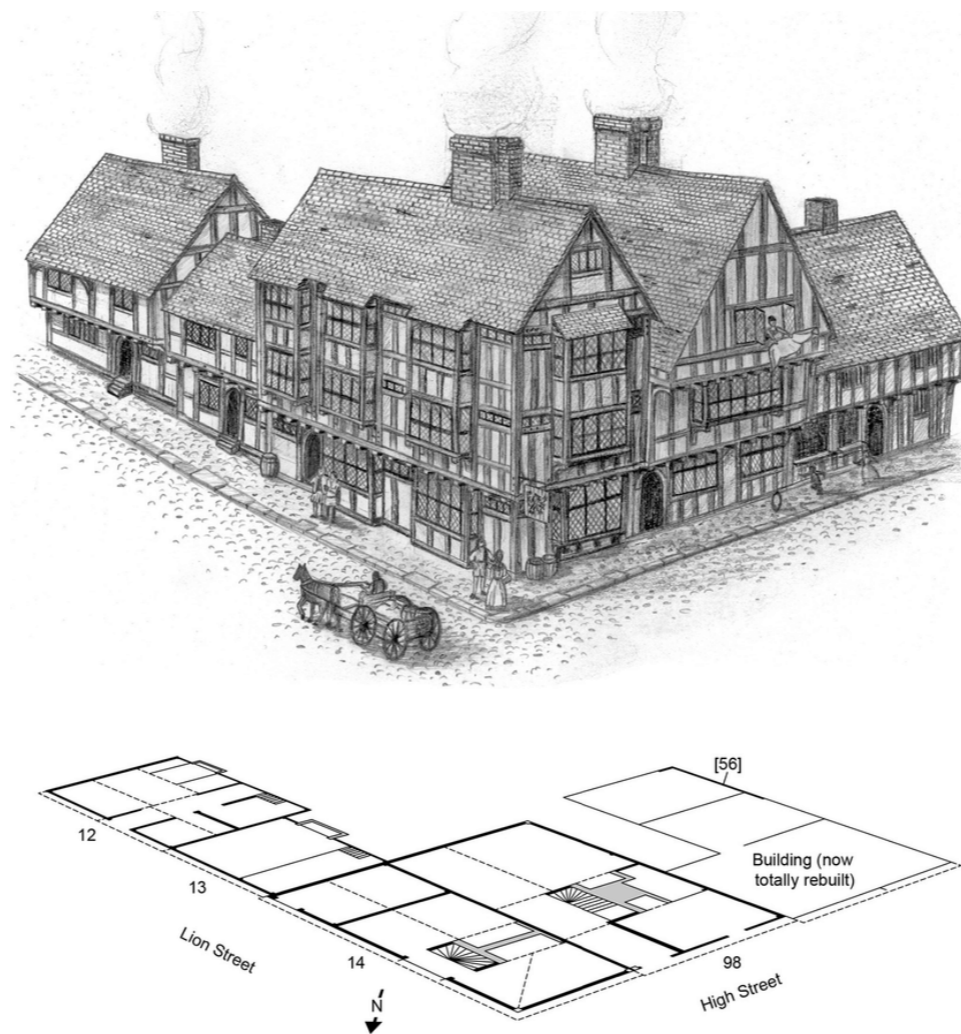 [56]
12
Building (now
totally rebuilt)
13
Lion Street
14
98
High Street
N